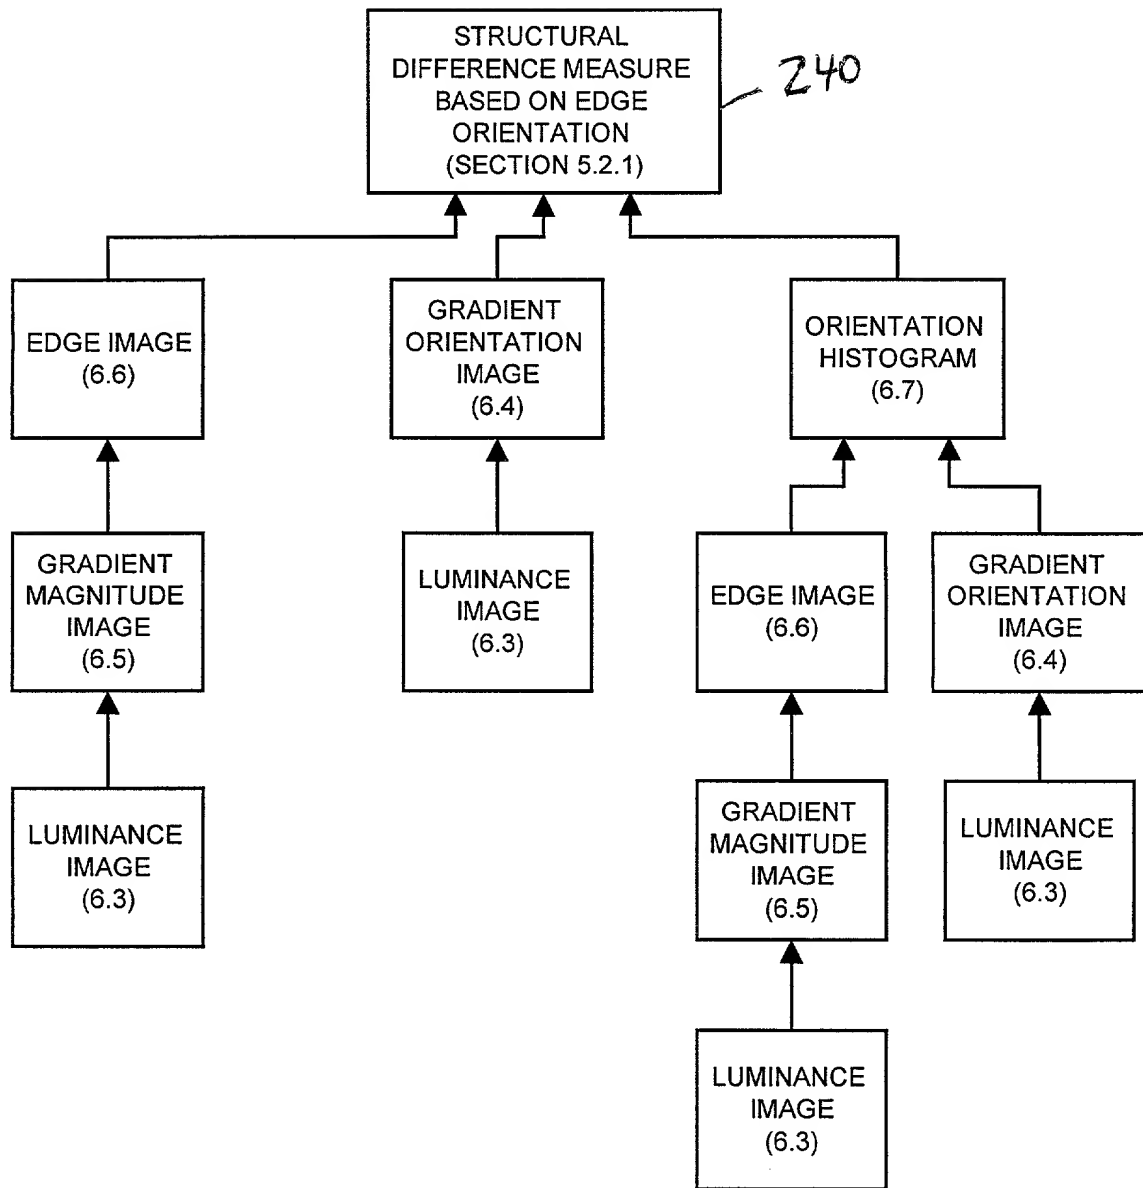 STRUCTURAL
DIFFERENCE MEASURE
BASED ON EDGE
ORIENTATION
(SECTION 5.2.1)
240
EDGE IMAGE
(6.6)
GRADIENT
ORIENTATION
IMAGE
(6.4)
ORIENTATION
HISTOGRAM
(6.7)
GRADIENT
MAGNITUDE
IMAGE
(6.5)
LUMINANCE
IMAGE
(6.3)
EDGE IMAGE
(6.6)
GRADIENT
ORIENTATION
IMAGE
(6.4)
LUMINANCE
IMAGE
(6.3)
GRADIENT
MAGNITUDE
IMAGE
(6.5)
LUMINANCE
IMAGE
(6.3)
LUMINANCE
IMAGE
(6.3)